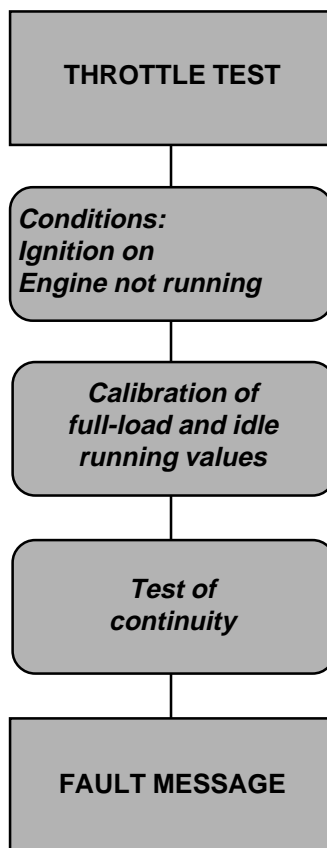 THROTTLE TEST
Conditions:
Ignition on
Engine not running
Calibration of
full-load and idle
running values
Test of
continuity
FAULT MESSAGE